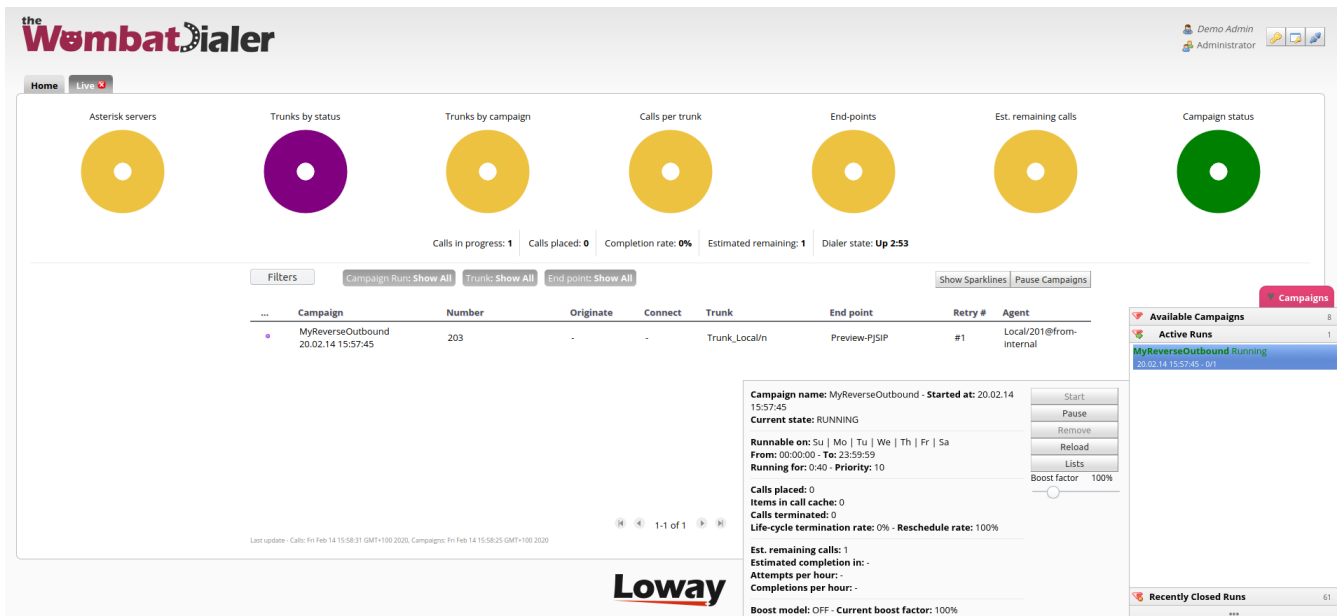 the
WombatDialer
Demo Admin
Administrator
Home Live
Asterisk servers Trunks by status Trunks by campaign Calls per trunk End-points Est. remaining calls Campaign status
Calls in progress: 1 Calls placed: 0 Completion rate: 0% Estimated remaining: 1 Dialer state: Up 2:53
Filters Campaign Run: Show All Trunk: Show All End point: Show All Show Sparklines Pause Campaigns
... Campaign Number Originate Connect Trunk End point Retry # Agent
MyReverseOutbound
20.02.14 15:57:45 203 - - Trunk_Local/n Preview-PJSIP #1 Local/201@from-
internal
1-1 of 1
Last update - Calls: Fri Feb 14 15:58:31 GMT+100 2020, Campaigns: Fri Feb 14 15:58:25 GMT+100 2020
Loway
Campaigns
Available Campaigns 8
Active Runs 1
MyReverseOutbound Running
20.02.14 15:57:45 - 0/1
Campaign name: MyReverseOutbound - Started at: 20.02.14
15:57:45
Current state: RUNNING
Runnable on: Su | Mo | Tu | We | Th | Fr | Sa
From: 00:00:00 - To: 23:59:59
Running for: 0:40 - Priority: 10
Calls placed: 0
Items in call cache: 0
Calls terminated: 0
Life-cycle termination rate: 0% - Reschedule rate: 100%
Est. remaining calls: 1
Estimated completion in: -
Attempts per hour: -
Completions per hour: -
Boost model: OFF - Current boost factor: 100%
Start
Pause
Remove
Reload
Lists
Boost factor 100%
Recently Closed Runs 61
...